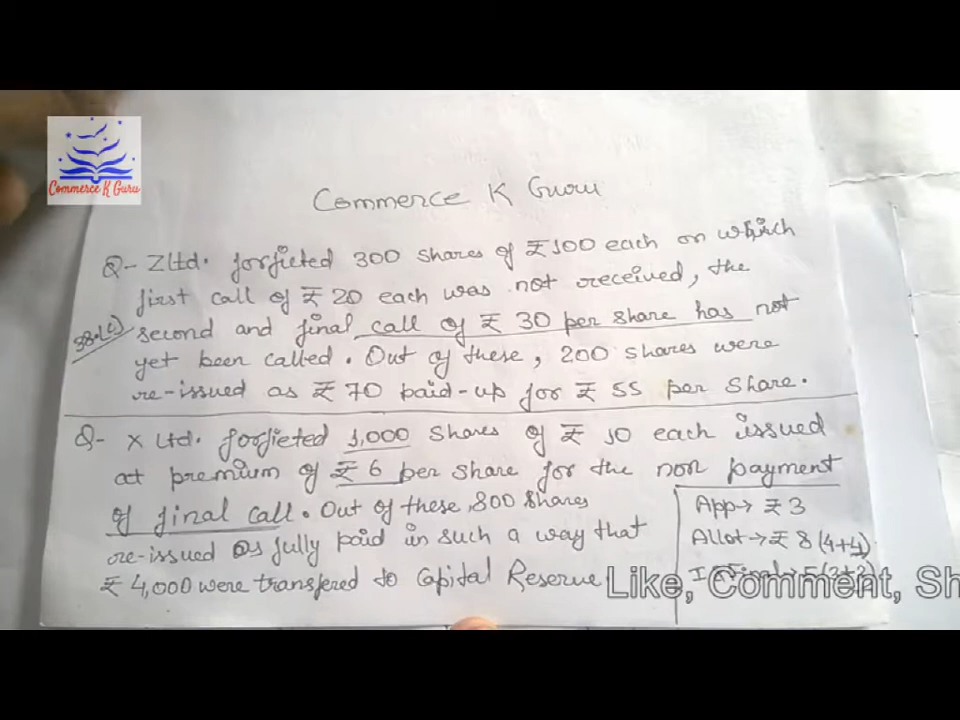 Commerce K Guru
Commerce K Guru
Q- Z Ltd. forfieted 300 shares of ₹ 100 each on which
first call of ₹ 20 each was not received, the
second and final call of ₹ 30 per share has not
yet been called. Out of these, 200 shares were
re-issued as ₹ 70 paid-up for ₹ 55 per share.
Q- X Ltd. forfieted 1,000 shares of ₹ 10 each issued
at premium of ₹ 6 per share for the non payment
of final call. Out of these, 800 shares
re-issued as fully paid in such a way that
₹ 4,000 were transfered to Capital Reserve
App→ ₹ 3
Allot→ ₹ 8 (4+4)
Like, Comment, Sh